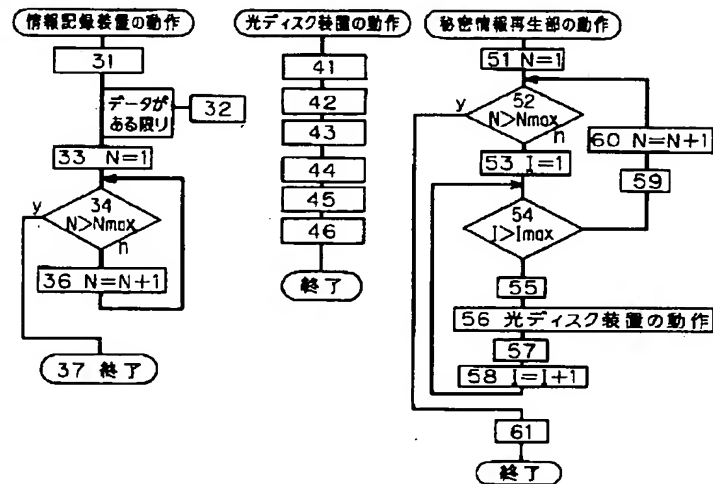 情報記録装置の動作
31
データが
ある限り
32
33 N=1
34
N>Nmax
y
n
36 N=N+1
37 終了
光ディスク装置の動作
41
42
43
44
45
46
終了
秘密情報再生部の動作
51 N=1
52
N>Nmax
y
n
60 N=N+1
53 I=1
59
54
I>Imax
55
56 光ディスク装置の動作
57
58 I=I+1
61
終了